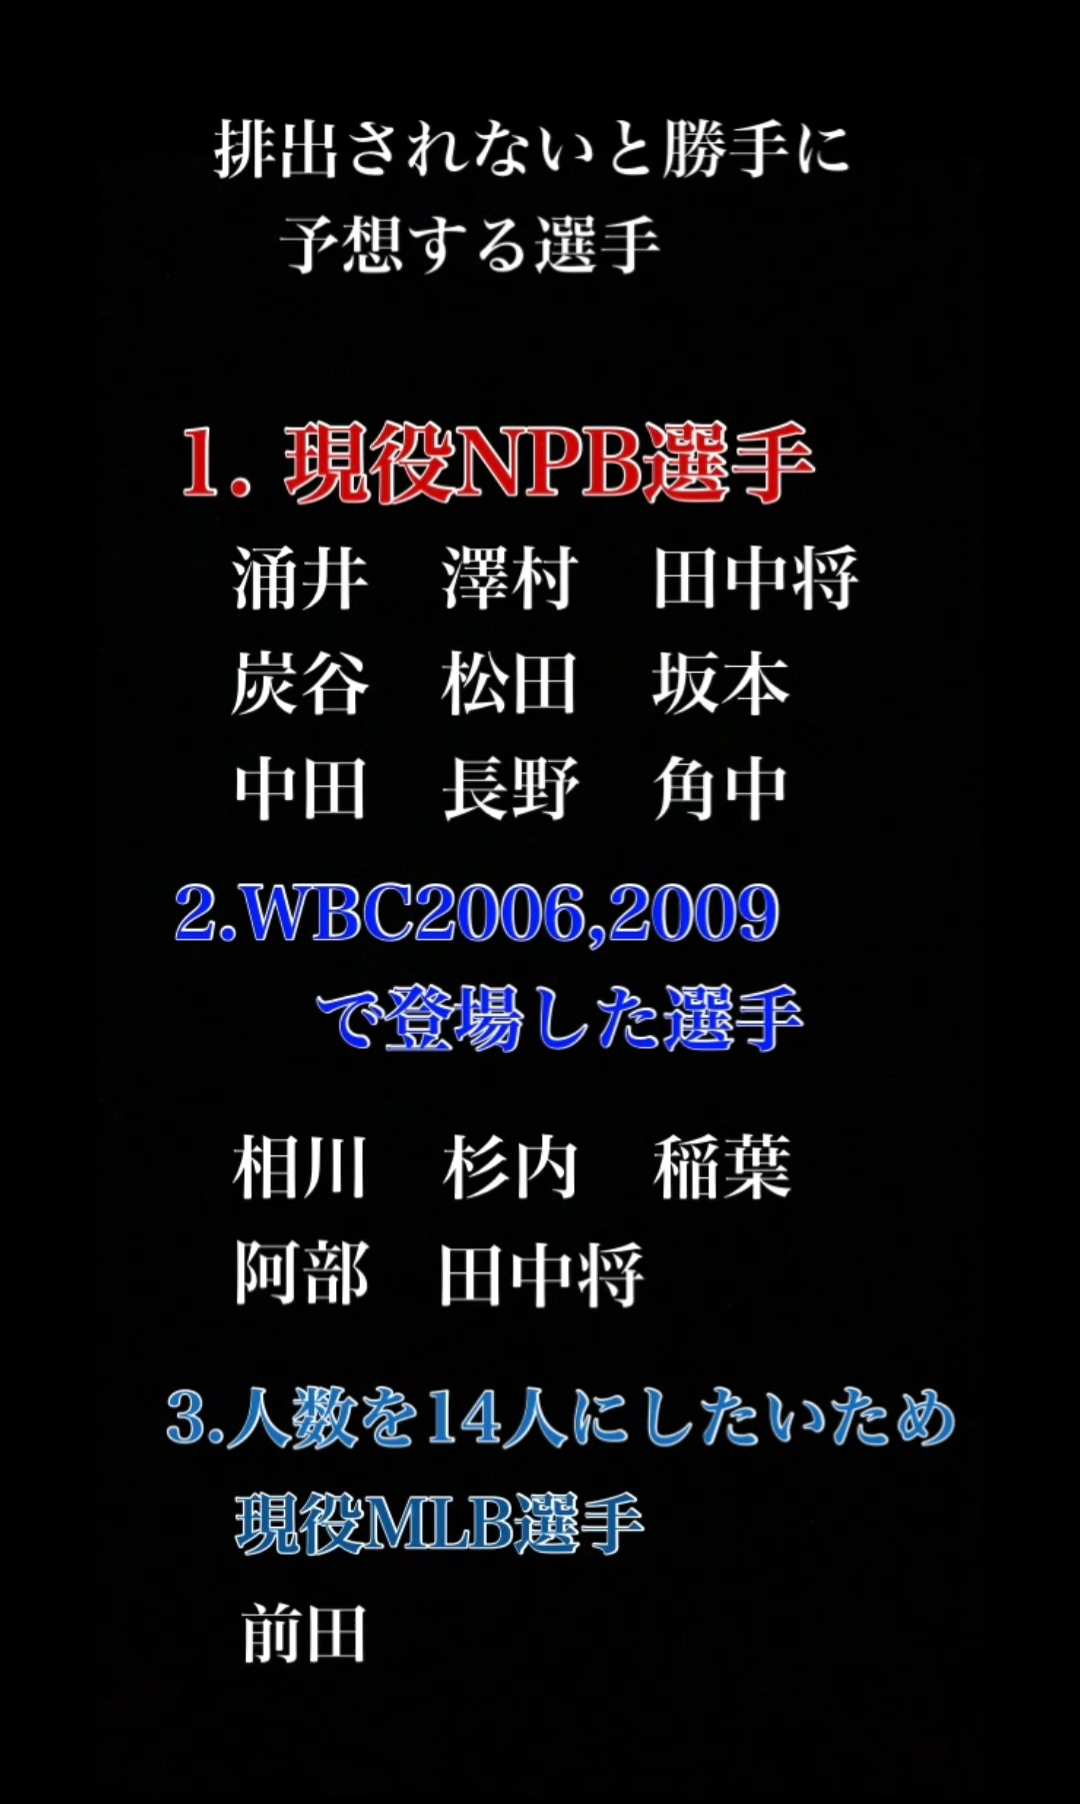 排出されないと勝手に
予想する選手
1. 現役NPB選手
涌井　澤村　田中将
炭谷　松田　坂本
中田　長野　角中
2.WBC2006,2009
で登場した選手
相川　杉内　稲葉
阿部　田中将
3.人数を14人にしたいため
現役MLB選手
前田